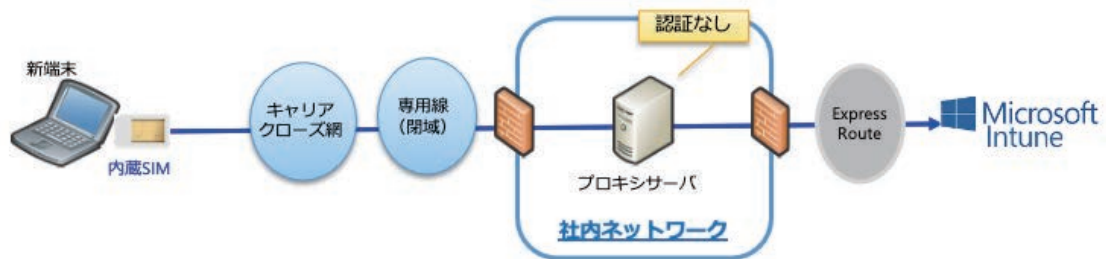 認証なし
新端末
内蔵SIM
キャリア
クローズ網
専用線
（閉域）
プロキシサーバ
社内ネットワーク
Express
Route
Microsoft
Intune